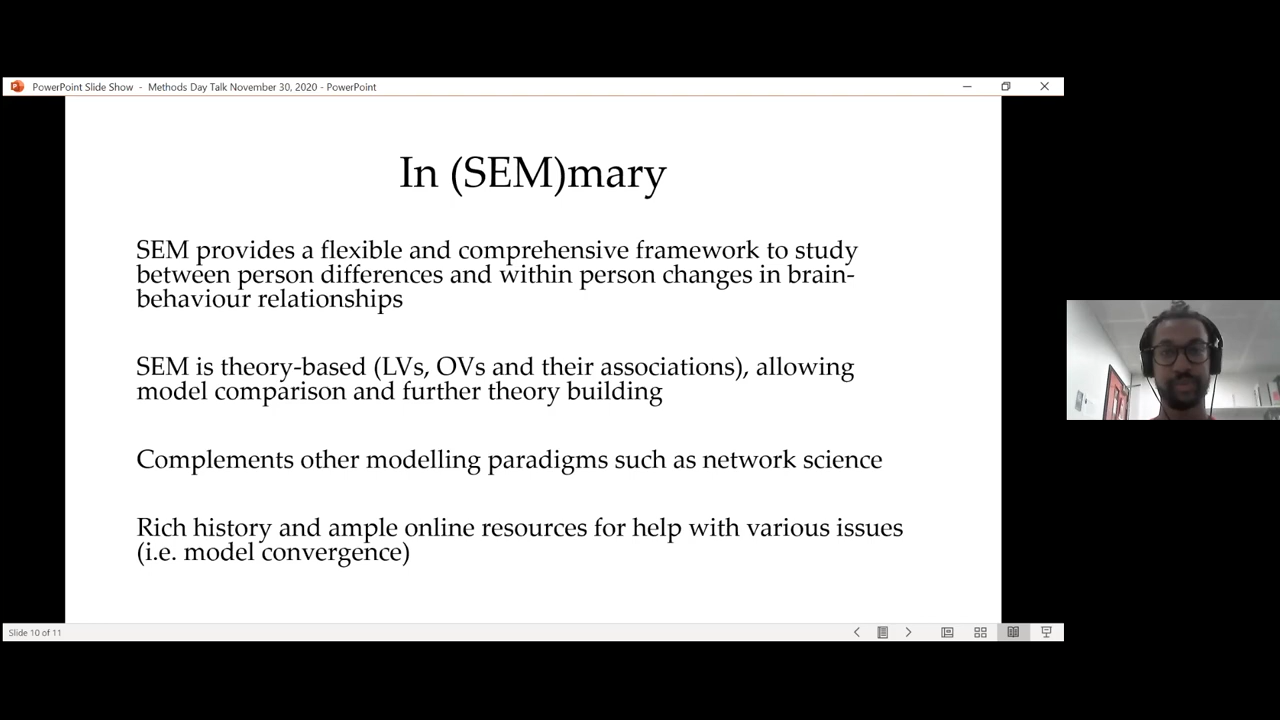 PowerPoint Slide Show - Methods Day Talk November 30, 2020 - PowerPoint
In (SEM)mary
SEM provides a flexible and comprehensive framework to study
between person differences and within person changes in brain-
behaviour relationships
SEM is theory-based (LVs, OVs and their associations), allowing
model comparison and further theory building
Complements other modelling paradigms such as network science
Rich history and ample online resources for help with various issues
(i.e. model convergence)
Slide 10 of 11